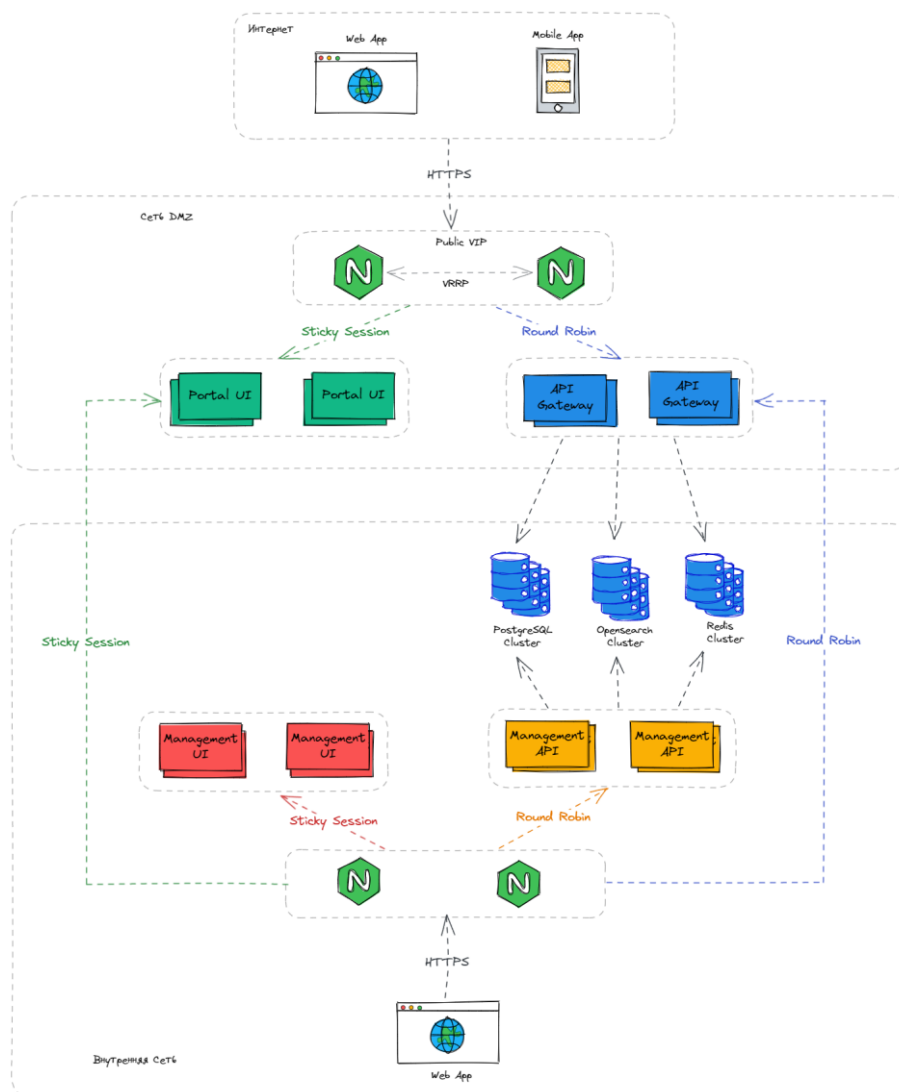 Интернет
Web App
Mobile App
HTTPS
Сеть DMZ
Public VIP
N
N
VRRP
Sticky Session
Round Robin
Portal UI
Portal UI
API
Gateway
API
Gateway
PostgreSQL
Cluster
Opensearch
Cluster
Redis
Cluster
Sticky Session
Round Robin
Management
UI
Management
UI
Management
API
Management
API
Sticky Session
Round Robin
N
N
HTTPS
Внутренняя Сеть
Web App